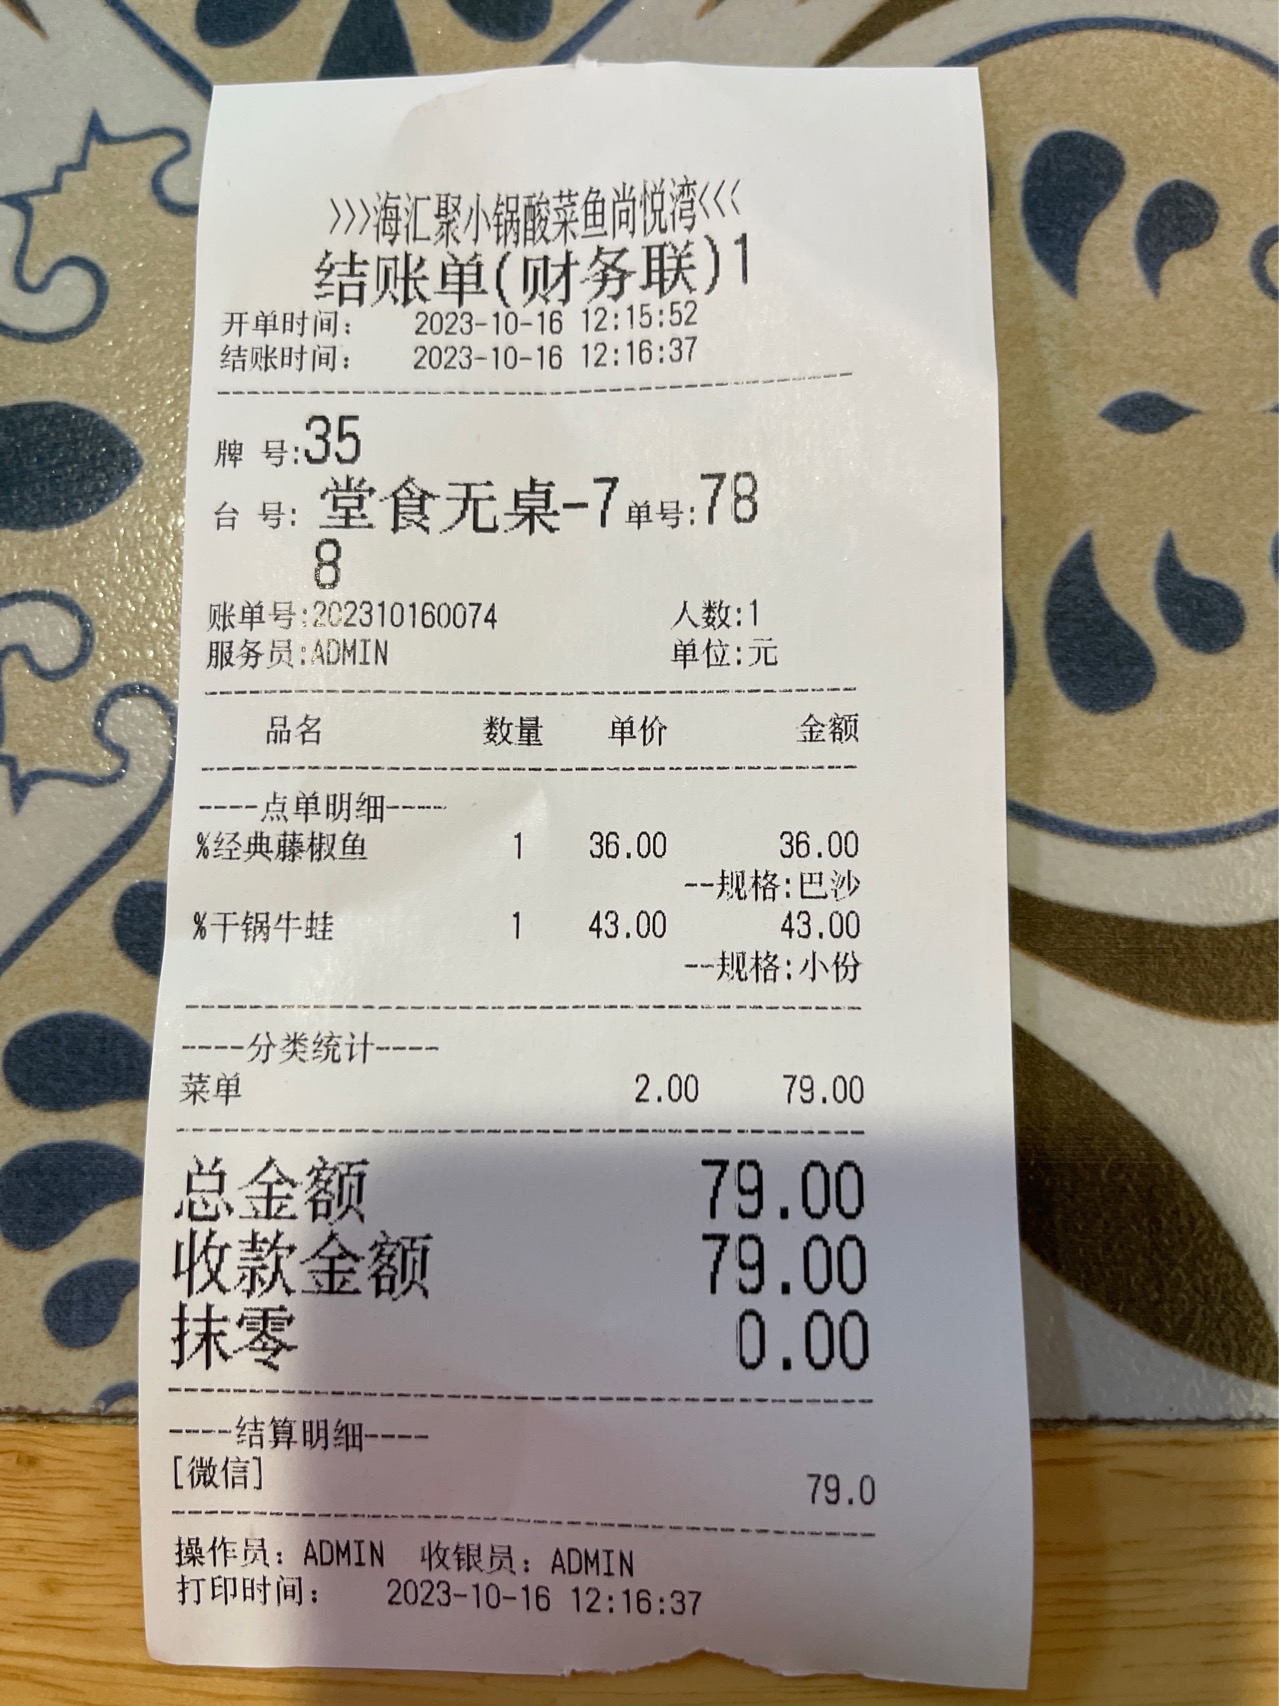 >>>海汇聚小锅酸菜鱼尚悦湾<<<
结账单(财务联)1
开单时间: 2023-10-16 12:15:52
结账时间: 2023-10-16 12:16:37
牌 号:35
台 号: 堂食无桌-7 单号:78
8
账单号:202310160074 人数:1
服务员:ADMIN 单位:元
品名 数量 单价 金额
----点单明细----
%经典藤椒鱼 1 36.00 36.00
--规格:巴沙
%干锅牛蛙 1 43.00 43.00
--规格:小份
----分类统计----
菜单 2.00 79.00
总金额 79.00
收款金额 79.00
抹零 0.00
----结算明细----
[微信] 79.0
操作员: ADMIN 收银员: ADMIN
打印时间: 2023-10-16 12:16:37